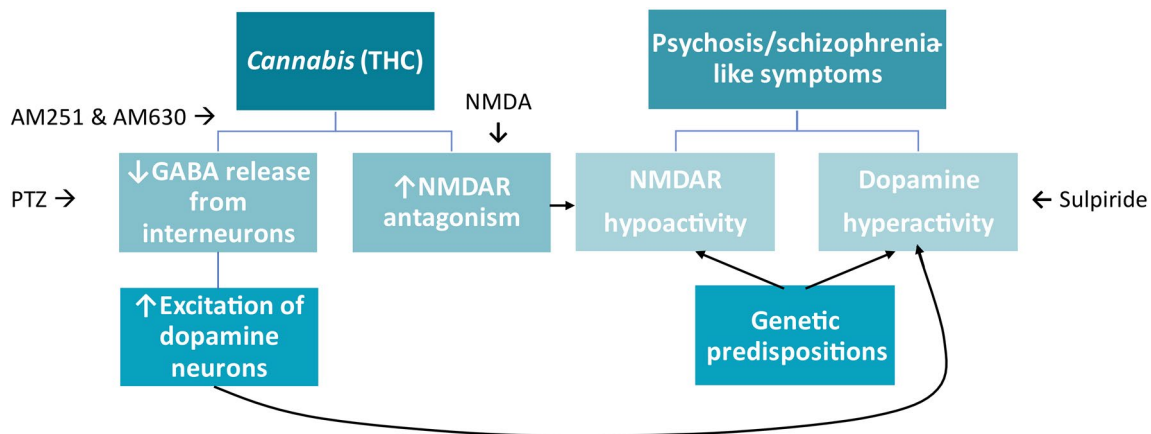 Cannabis (THC)
Psychosis/schizophrenia-
like symptoms
AM251 & AM630 →
NMDA
↓
↓GABA release
from
interneurons
↑NMDAR
antagonism
NMDAR
hypoactivity
Dopamine
hyperactivity
PTZ →
← Sulpiride
↑Excitation of
dopamine
neurons
Genetic
predispositions